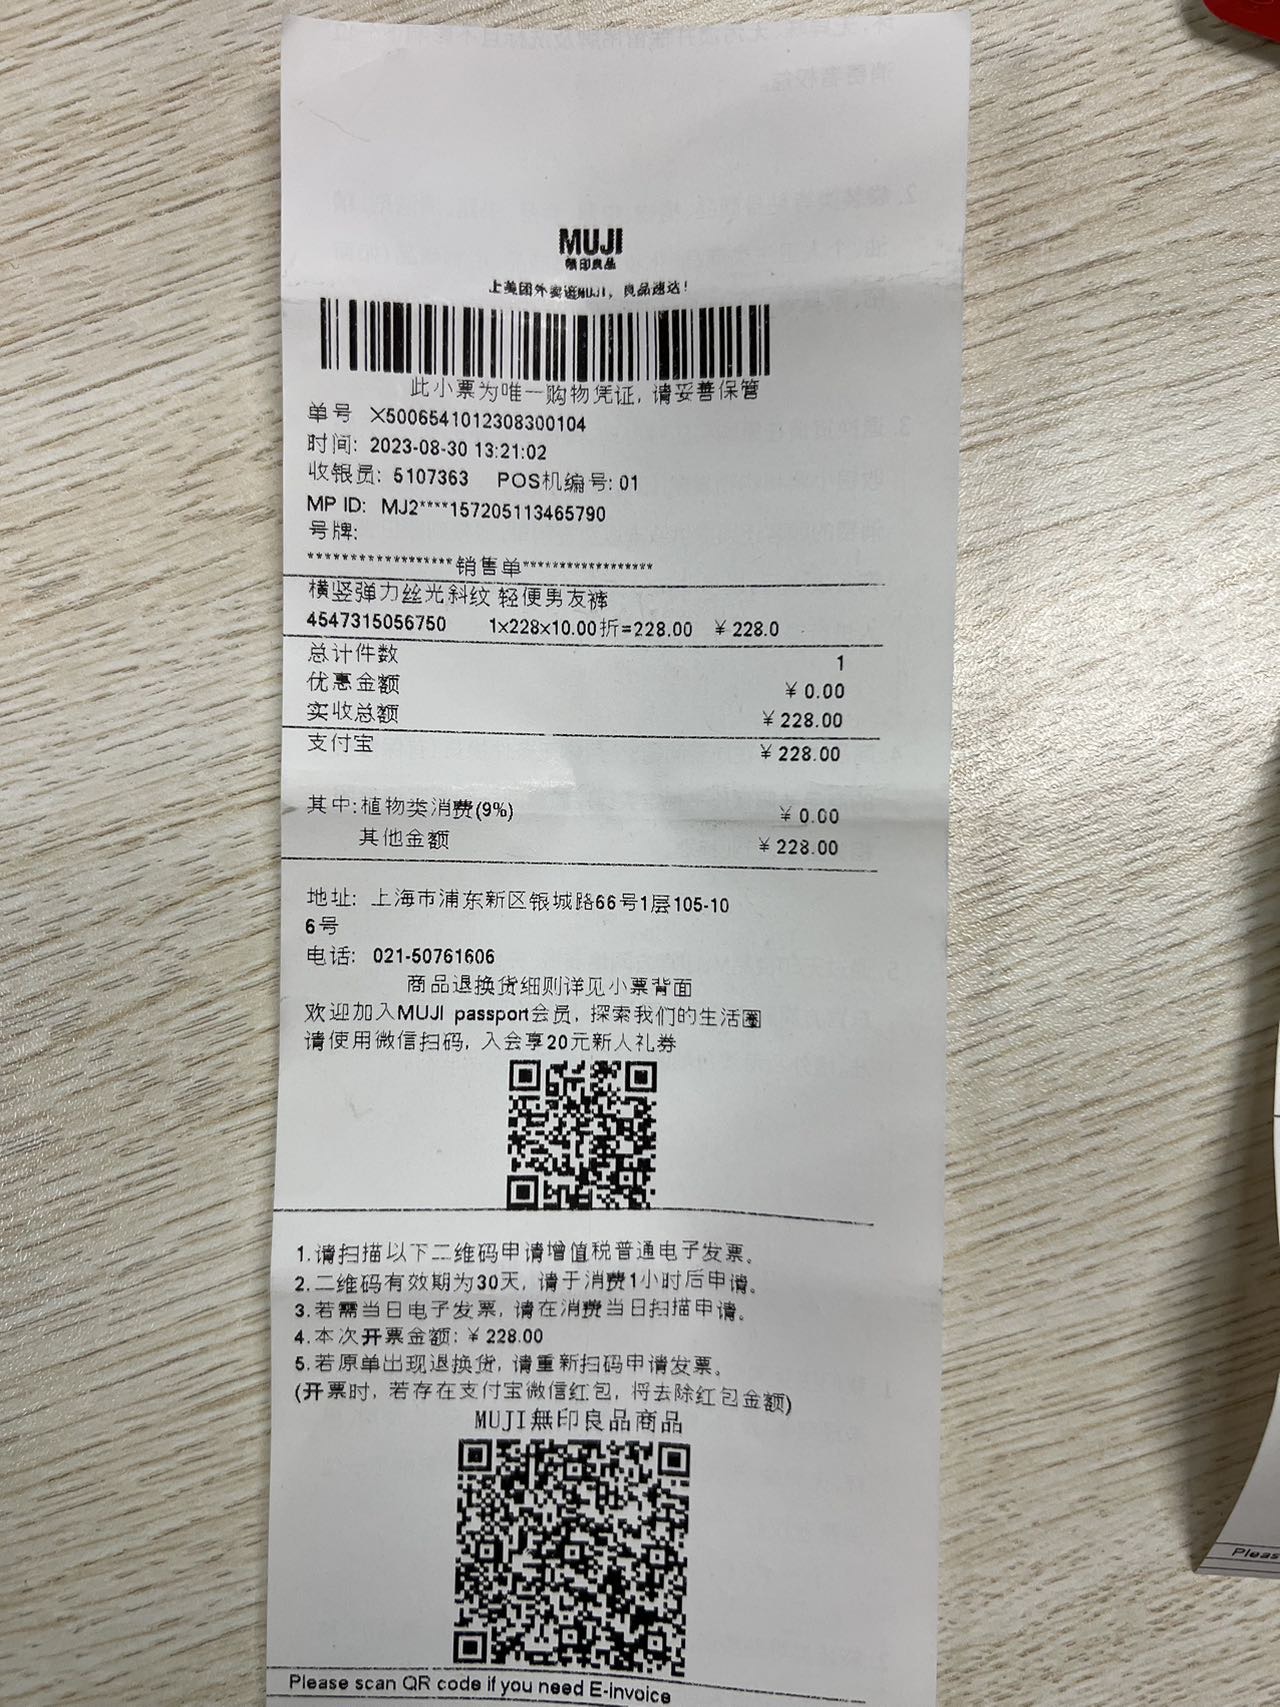 MUJI
無印良品
上美团外卖逛MUJI，良品速达！
此小票为唯一购物凭证, 请妥善保管
单号 X5006541012308300104
时间: 2023-08-30 13:21:02
收银员: 5107363 POS机编号: 01
MP ID: MJ2****157205113465790
号牌:
******************销售单******************
横竖弹力丝光斜纹 轻便男友裤
4547315056750 1x228x10.00折=228.00 ￥228.0
总计件数 1
优惠金额 ￥0.00
实收总额 ￥228.00
支付宝 ￥228.00
其中:植物类消费(9%) ￥0.00
其他金额 ￥228.00
地址: 上海市浦东新区银城路66号1层105-10
6号
电话: 021-50761606
商品退换货细则详见小票背面
欢迎加入MUJI passport会员, 探索我们的生活圈
请使用微信扫码, 入会享20元新人礼券
1.请扫描以下二维码申请增值税普通电子发票。
2.二维码有效期为30天, 请于消费1小时后申请。
3.若需当日电子发票, 请在消费当日扫描申请。
4.本次开票金额: ￥228.00
5.若原单出现退换货, 请重新扫码申请发票。
(开票时, 若存在支付宝微信红包, 将去除红包金额)
MUJI無印良品商品
Please scan QR code if you need E-invoice
Pleas